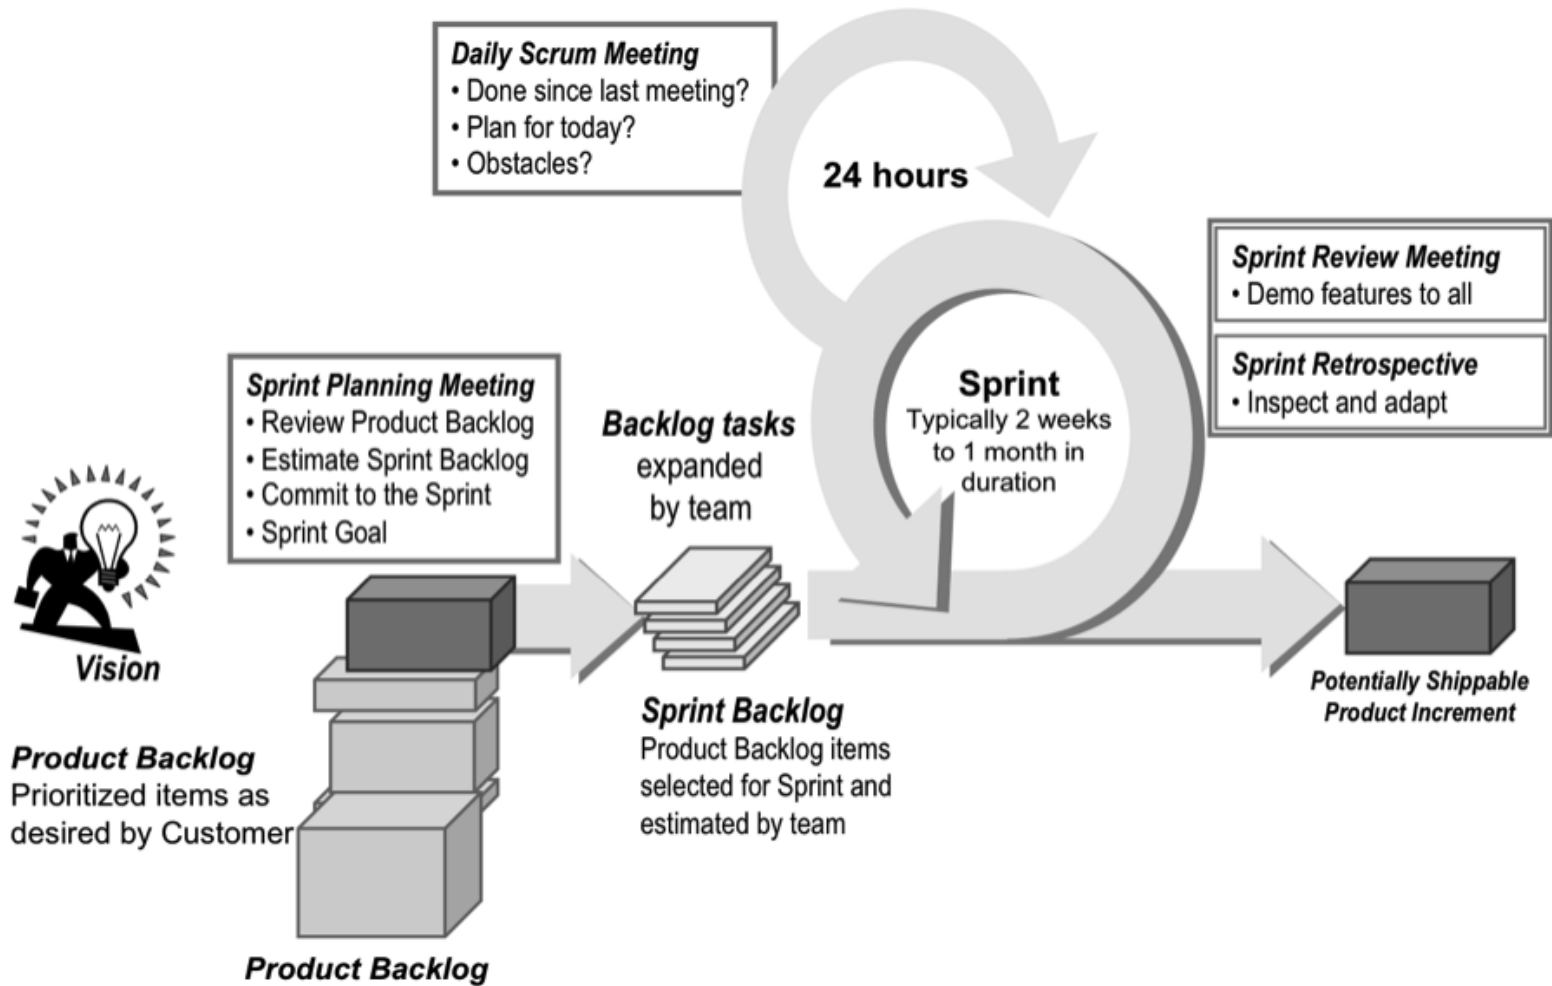 Daily Scrum Meeting
• Done since last meeting?
• Plan for today?
• Obstacles?
24 hours
Sprint Review Meeting
• Demo features to all
Sprint Retrospective
• Inspect and adapt
Sprint Planning Meeting
• Review Product Backlog
• Estimate Sprint Backlog
• Commit to the Sprint
• Sprint Goal
Backlog tasks
expanded
by team
Sprint
Typically 2 weeks
to 1 month in
duration
Vision
Product Backlog
Prioritized items as
desired by Customer
Sprint Backlog
Product Backlog items
selected for Sprint and
estimated by team
Potentially Shippable
Product Increment
Product Backlog